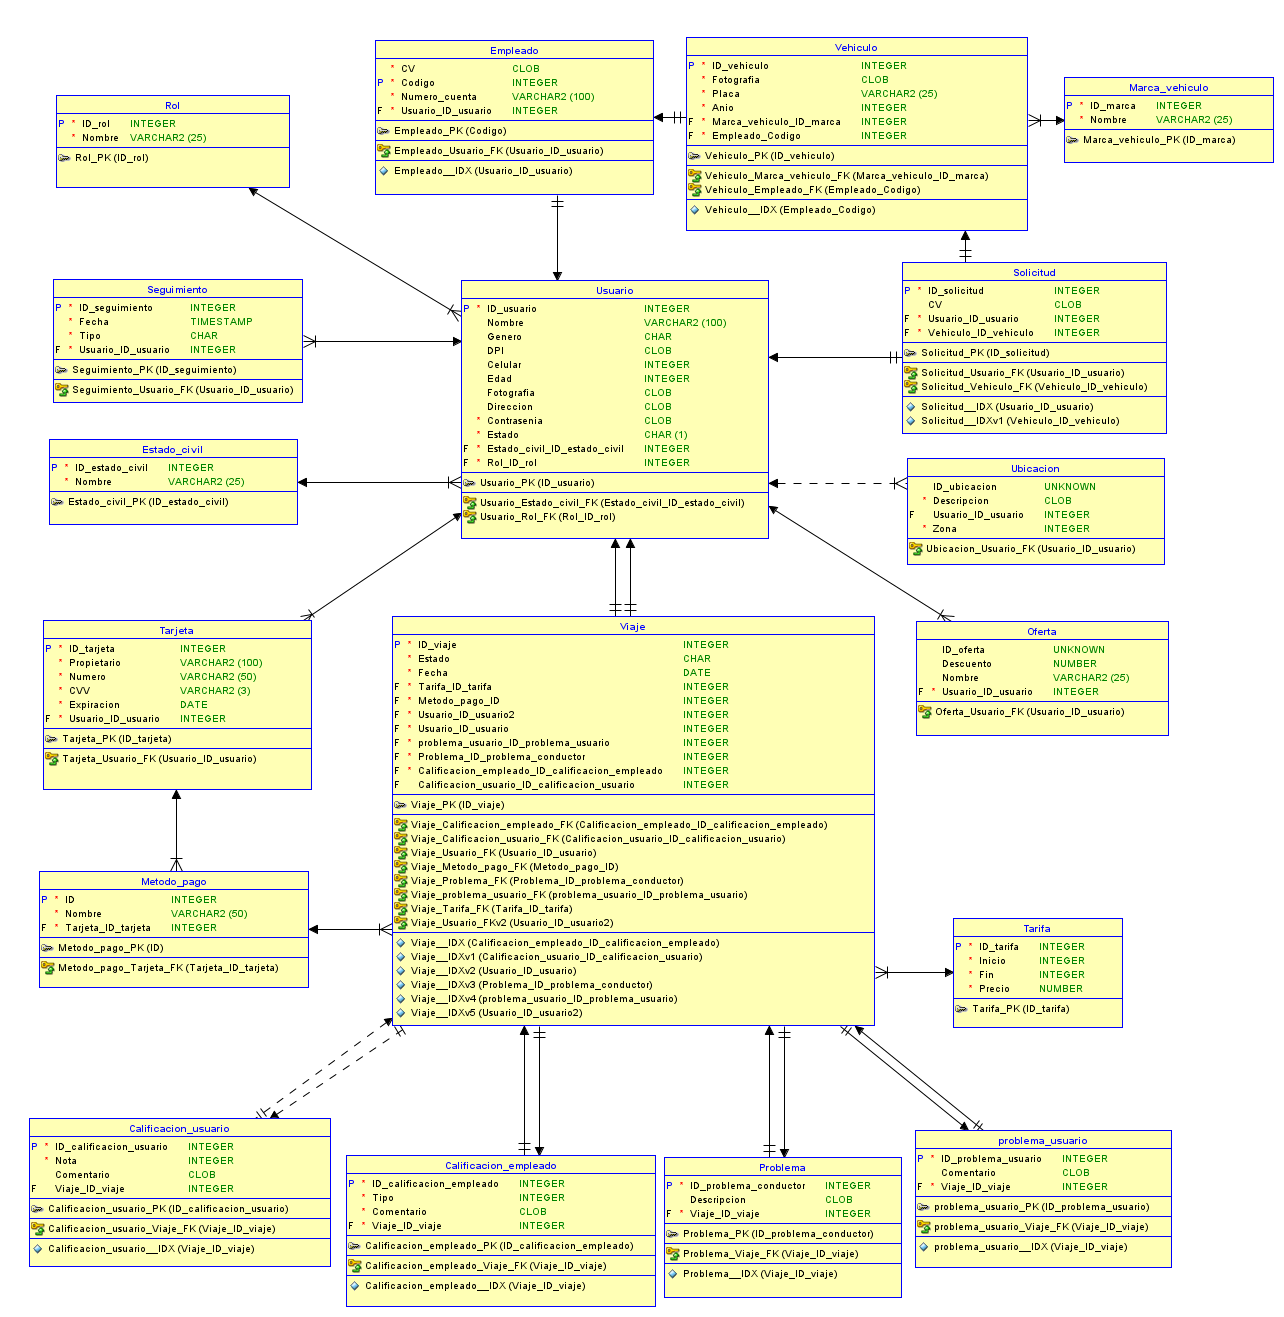 Empleado
* CV CLOB
P * Codigo INTEGER
* Numero_cuenta VARCHAR2 (100)
F * Usuario_ID_usuario INTEGER
Empleado_PK (Codigo)
Empleado_Usuario_FK (Usuario_ID_usuario)
Empleado__IDX (Usuario_ID_usuario)
Vehiculo
P * ID_vehiculo INTEGER
* Fotografia CLOB
* Placa VARCHAR2 (25)
* Anio INTEGER
F * Marca_vehiculo_ID_marca INTEGER
F * Empleado_Codigo INTEGER
Vehiculo_PK (ID_vehiculo)
Vehiculo_Marca_vehiculo_FK (Marca_vehiculo_ID_marca)
Vehiculo_Empleado_FK (Empleado_Codigo)
Vehiculo__IDX (Empleado_Codigo)
Marca_vehiculo
P * ID_marca INTEGER
* Nombre VARCHAR2 (25)
Marca_vehiculo_PK (ID_marca)
Rol
P * ID_rol INTEGER
* Nombre VARCHAR2 (25)
Rol_PK (ID_rol)
Seguimiento
P * ID_seguimiento INTEGER
* Fecha TIMESTAMP
* Tipo CHAR
F * Usuario_ID_usuario INTEGER
Seguimiento_PK (ID_seguimiento)
Seguimiento_Usuario_FK (Usuario_ID_usuario)
Usuario
P * ID_usuario INTEGER
Nombre VARCHAR2 (100)
Genero CHAR
DPI CLOB
Celular INTEGER
Edad INTEGER
Fotografia CLOB
Direccion CLOB
* Contrasenia CLOB
* Estado CHAR (1)
F * Estado_civil_ID_estado_civil INTEGER
F * Rol_ID_rol INTEGER
Usuario_PK (ID_usuario)
Usuario_Estado_civil_FK (Estado_civil_ID_estado_civil)
Usuario_Rol_FK (Rol_ID_rol)
Solicitud
P * ID_solicitud INTEGER
CV CLOB
F * Usuario_ID_usuario INTEGER
F * Vehiculo_ID_vehiculo INTEGER
Solicitud_PK (ID_solicitud)
Solicitud_Usuario_FK (Usuario_ID_usuario)
Solicitud_Vehiculo_FK (Vehiculo_ID_vehiculo)
Solicitud__IDX (Usuario_ID_usuario)
Solicitud__IDXv1 (Vehiculo_ID_vehiculo)
Estado_civil
P * ID_estado_civil INTEGER
* Nombre VARCHAR2 (25)
Estado_civil_PK (ID_estado_civil)
Ubicacion
ID_ubicacion UNKNOWN
* Descripcion CLOB
F Usuario_ID_usuario INTEGER
* Zona INTEGER
Ubicacion_Usuario_FK (Usuario_ID_usuario)
Tarjeta
P * ID_tarjeta INTEGER
* Propietario VARCHAR2 (100)
* Numero VARCHAR2 (50)
* CVV VARCHAR2 (3)
* Expiracion DATE
F * Usuario_ID_usuario INTEGER
Tarjeta_PK (ID_tarjeta)
Tarjeta_Usuario_FK (Usuario_ID_usuario)
Viaje
P * ID_viaje INTEGER
* Estado CHAR
* Fecha DATE
F * Tarifa_ID_tarifa INTEGER
F * Metodo_pago_ID INTEGER
F * Usuario_ID_usuario2 INTEGER
F * Usuario_ID_usuario INTEGER
F * problema_usuario_ID_problema_usuario INTEGER
F * Problema_ID_problema_conductor INTEGER
F * Calificacion_empleado_ID_calificacion_empleado INTEGER
F Calificacion_usuario_ID_calificacion_usuario INTEGER
Viaje_PK (ID_viaje)
Viaje_Calificacion_empleado_FK (Calificacion_empleado_ID_calificacion_empleado)
Viaje_Calificacion_usuario_FK (Calificacion_usuario_ID_calificacion_usuario)
Viaje_Usuario_FK (Usuario_ID_usuario)
Viaje_Metodo_pago_FK (Metodo_pago_ID)
Viaje_Problema_FK (Problema_ID_problema_conductor)
Viaje_problema_usuario_FK (problema_usuario_ID_problema_usuario)
Viaje_Tarifa_FK (Tarifa_ID_tarifa)
Viaje_Usuario_FKv2 (Usuario_ID_usuario2)
Viaje__IDX (Calificacion_empleado_ID_calificacion_empleado)
Viaje__IDXv1 (Calificacion_usuario_ID_calificacion_usuario)
Viaje__IDXv2 (Usuario_ID_usuario)
Viaje__IDXv3 (Problema_ID_problema_conductor)
Viaje__IDXv4 (problema_usuario_ID_problema_usuario)
Viaje__IDXv5 (Usuario_ID_usuario2)
Oferta
ID_oferta UNKNOWN
Descuento NUMBER
Nombre VARCHAR2 (25)
F * Usuario_ID_usuario INTEGER
Oferta_Usuario_FK (Usuario_ID_usuario)
Metodo_pago
P * ID INTEGER
* Nombre VARCHAR2 (50)
F * Tarjeta_ID_tarjeta INTEGER
Metodo_pago_PK (ID)
Metodo_pago_Tarjeta_FK (Tarjeta_ID_tarjeta)
Tarifa
P * ID_tarifa INTEGER
* Inicio INTEGER
* Fin INTEGER
* Precio NUMBER
Tarifa_PK (ID_tarifa)
Calificacion_usuario
P * ID_calificacion_usuario INTEGER
* Nota INTEGER
Comentario CLOB
F Viaje_ID_viaje INTEGER
Calificacion_usuario_PK (ID_calificacion_usuario)
Calificacion_usuario_Viaje_FK (Viaje_ID_viaje)
Calificacion_usuario__IDX (Viaje_ID_viaje)
Calificacion_empleado
P * ID_calificacion_empleado INTEGER
* Tipo INTEGER
* Comentario CLOB
F * Viaje_ID_viaje INTEGER
Calificacion_empleado_PK (ID_calificacion_empleado)
Calificacion_empleado_Viaje_FK (Viaje_ID_viaje)
Calificacion_empleado__IDX (Viaje_ID_viaje)
Problema
P * ID_problema_conductor INTEGER
Descripcion CLOB
F * Viaje_ID_viaje INTEGER
Problema_PK (ID_problema_conductor)
Problema_Viaje_FK (Viaje_ID_viaje)
Problema__IDX (Viaje_ID_viaje)
problema_usuario
P * ID_problema_usuario INTEGER
Comentario CLOB
F * Viaje_ID_viaje INTEGER
problema_usuario_PK (ID_problema_usuario)
problema_usuario_Viaje_FK (Viaje_ID_viaje)
problema_usuario__IDX (Viaje_ID_viaje)